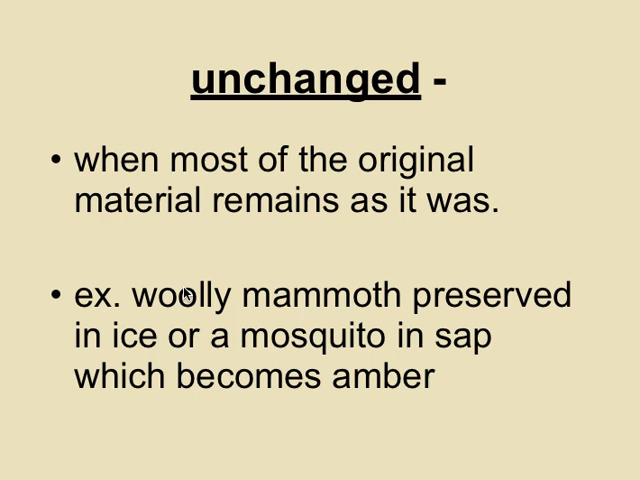 unchanged -
• when most of the original
material remains as it was.
• ex. woolly mammoth preserved
in ice or a mosquito in sap
which becomes amber